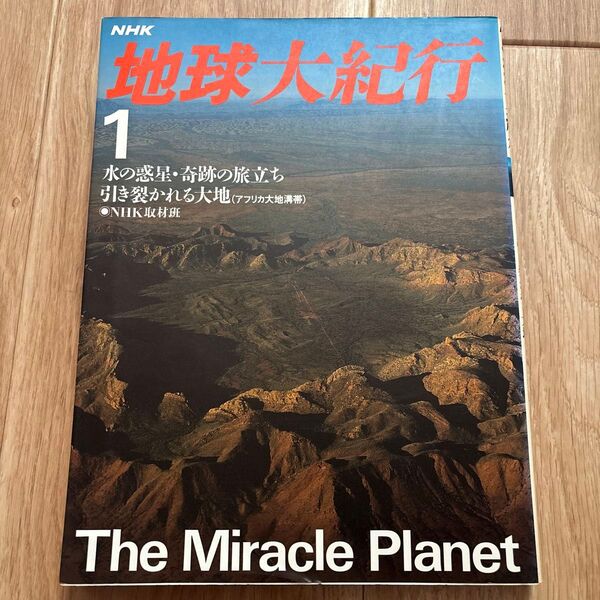 NHK
地球大紀行
1
水の惑星・奇跡の旅立ち
引き裂かれる大地(アフリカ大地溝帯)
◉NHK取材班
The Miracle Planet